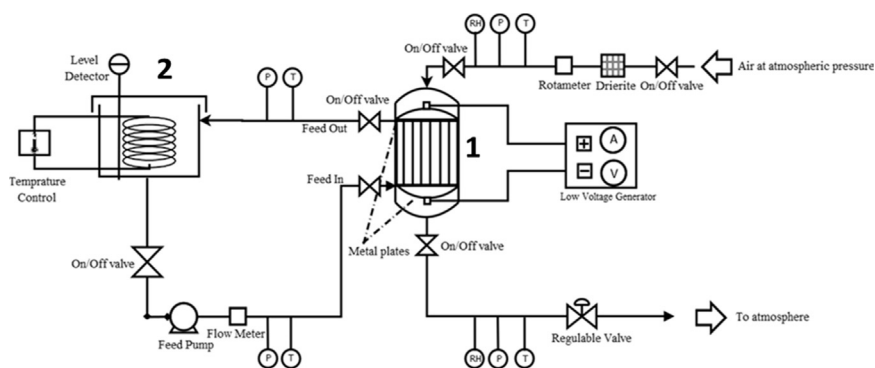 Level
Detector
2
P
T
On/Off valve
Feed Out
On/Off valve
RH
P
T
Rotameter
Drierite
On/Off valve
Air at atmospheric pressure
1
A
V
Low Voltage Generator
Temprature
Control
Feed In
Metal plates
On/Off valve
On/Off valve
Feed Pump
Flow Meter
P
T
RH
P
T
Regulable Valve
To atmosphere